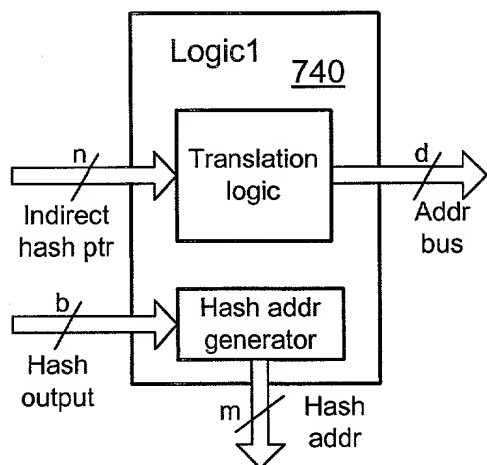 Logic1
740
n
Translation
logic
d
Indirect
hash ptr
Addr
bus
b
Hash addr
generator
Hash
output
m
Hash
addr